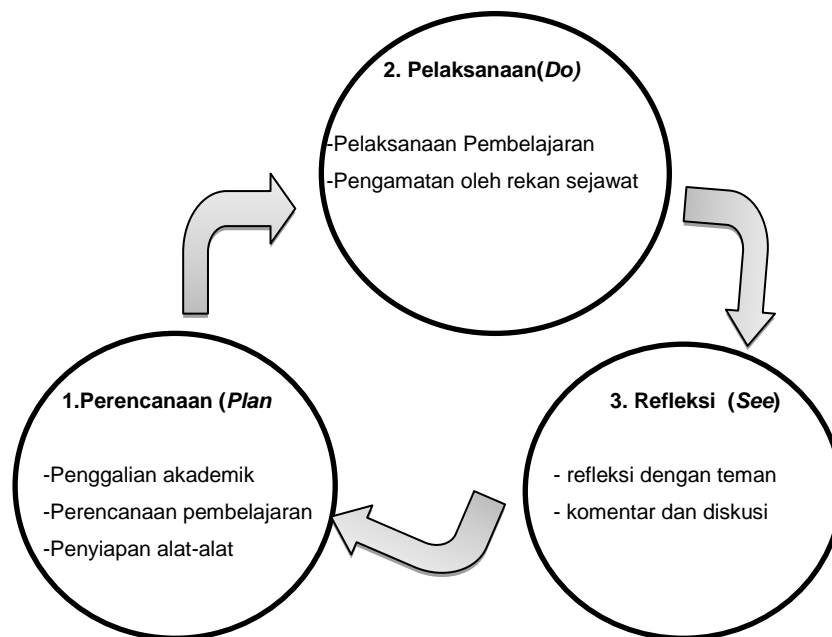 2. Pelaksanaan(Do)
-Pelaksanaan Pembelajaran
-Pengamatan oleh rekan sejawat
1.Perencanaan (Plan
-Penggalian akademik
-Perencanaan pembelajaran
-Penyiapan alat-alat
3. Refleksi (See)
- refleksi dengan teman
- komentar dan diskusi